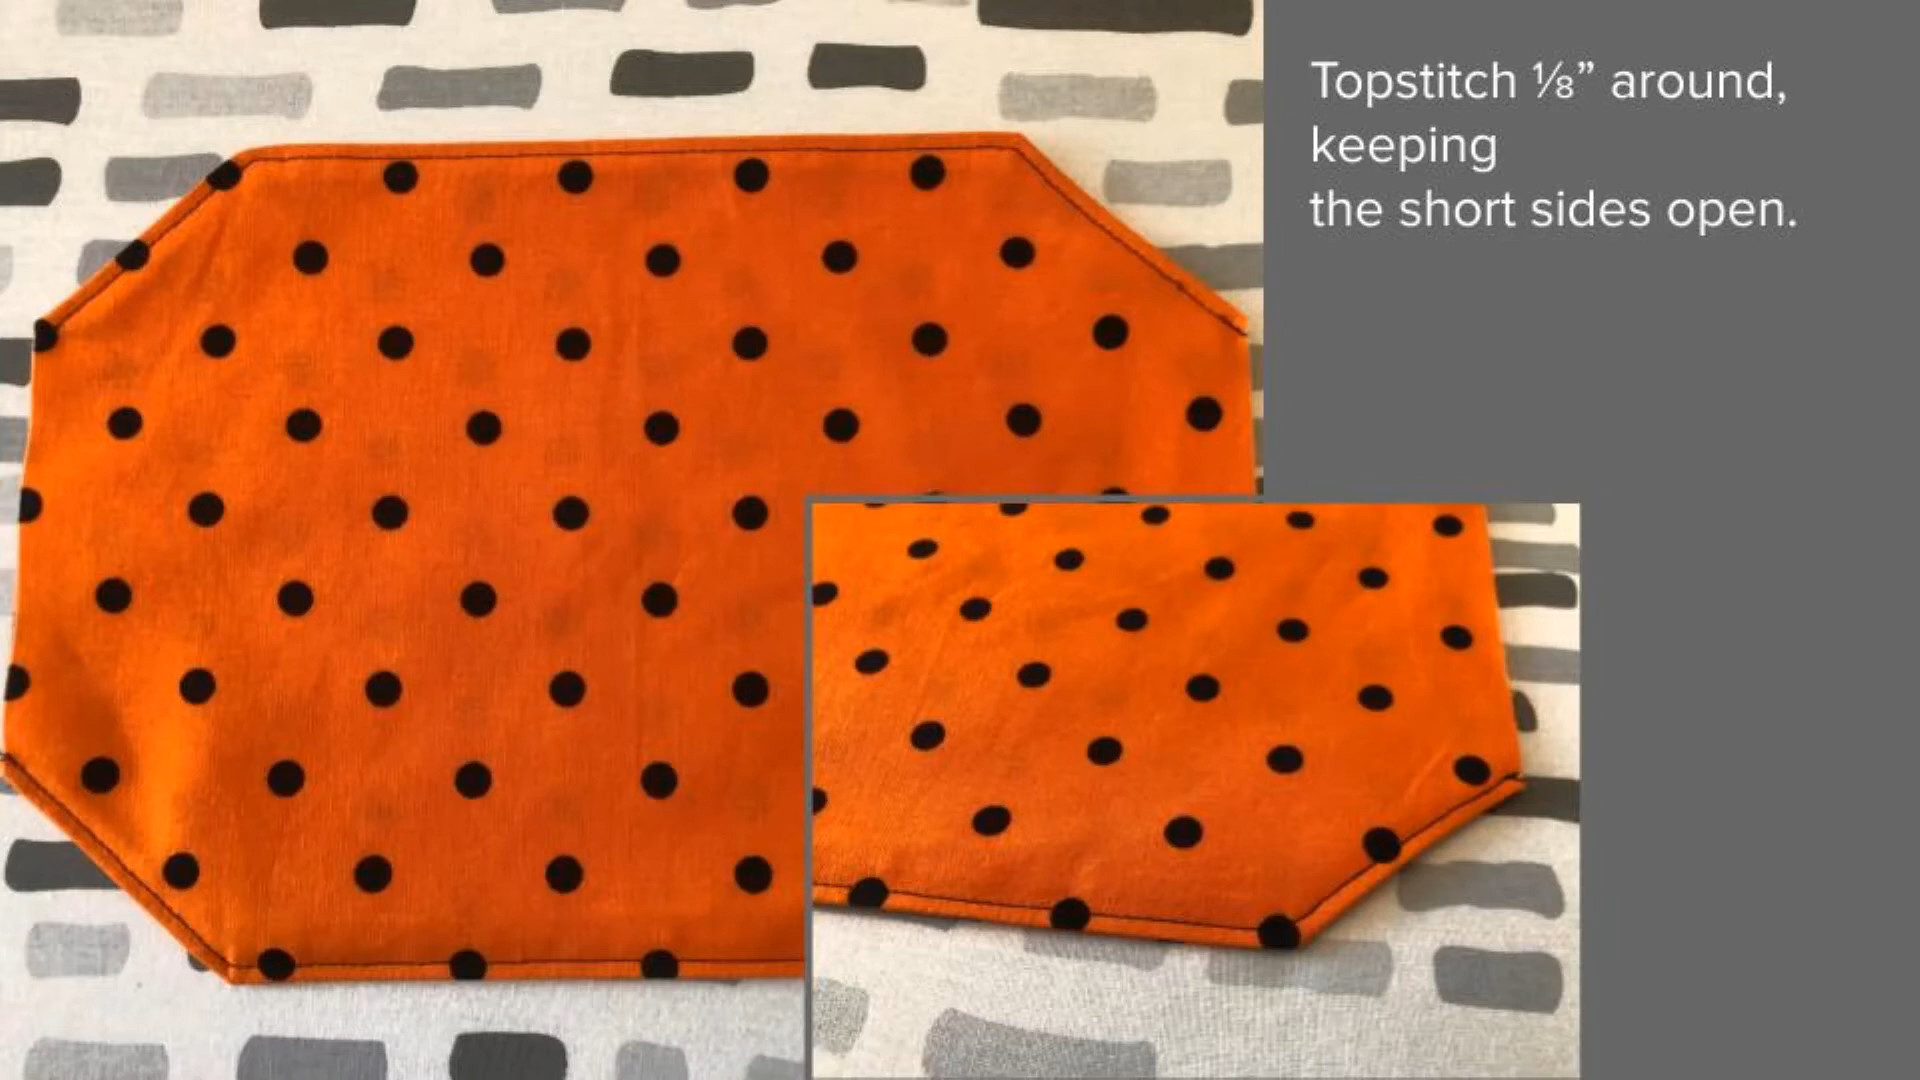 Topstitch ⅛” around,
keeping
the short sides open.